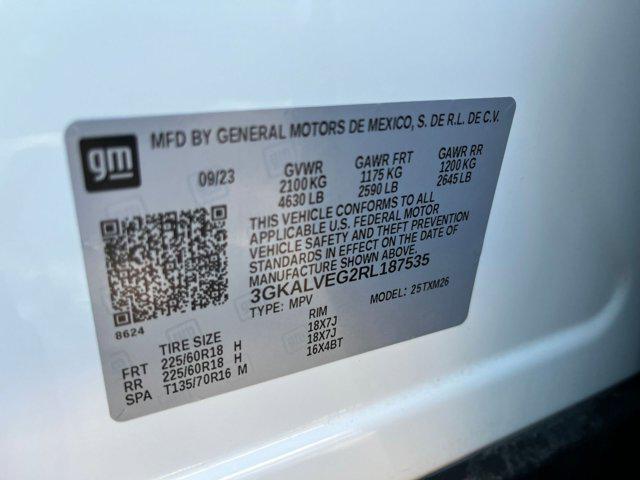 gm
MFD BY GENERAL MOTORS DE MEXICO, S. DE R.L. DE C.V.
09/23 GVWR GAWR FRT GAWR RR
2100 KG 1175 KG 1200 KG
4630 LB 2590 LB 2645 LB
THIS VEHICLE CONFORMS TO ALL
APPLICABLE U.S. FEDERAL MOTOR
VEHICLE SAFETY AND THEFT PREVENTION
STANDARDS IN EFFECT ON THE DATE OF
MANUFACTURE SHOWN ABOVE.
3GKALVEG2RL187535
TYPE: MPV MODEL: 25TXM26
8624
TIRE SIZE RIM
FRT 225/60R18 H 18X7J
RR 225/60R18 H 18X7J
SPA T135/70R16 M 16X4BT